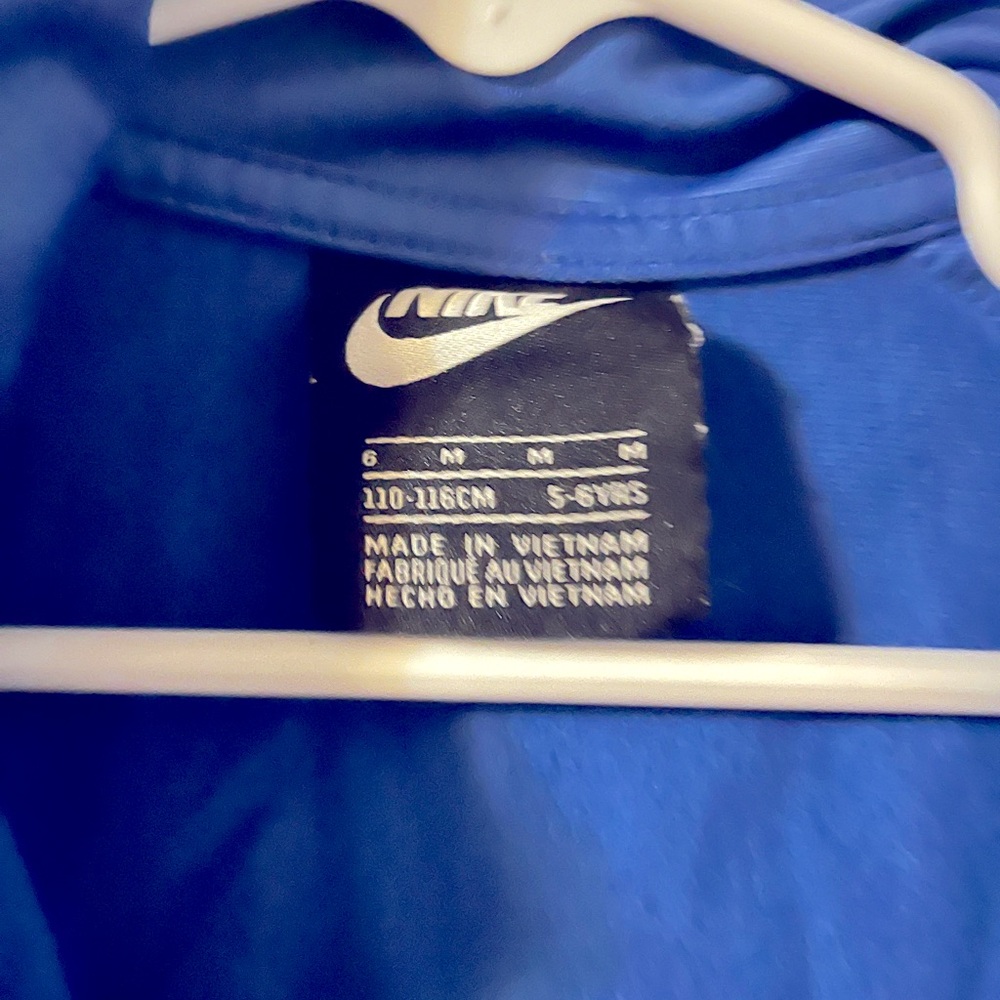 NIKE
6 M M M
110-116CM 5-6YRS
MADE IN VIETNAM
FABRIQUÉ AU VIETNAM
HECHO EN VIETNAM